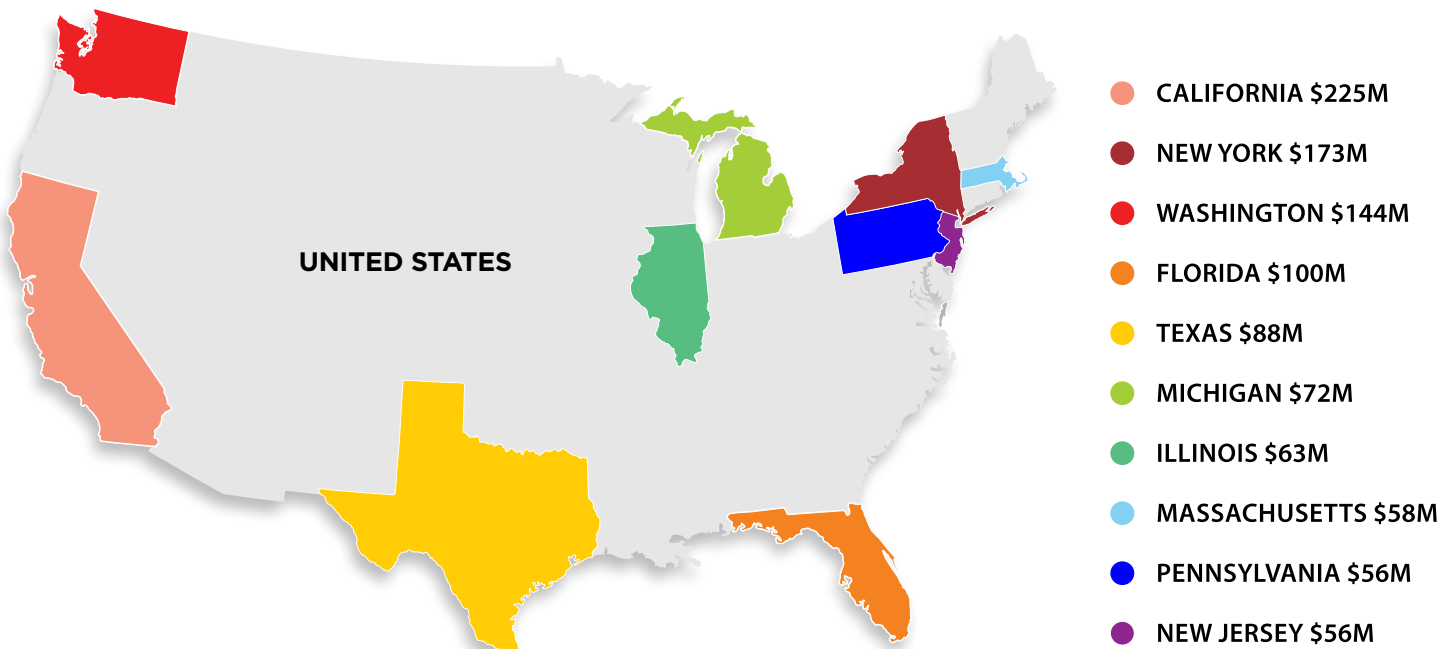 UNITED STATES
CALIFORNIA $225M
NEW YORK $173M
WASHINGTON $144M
FLORIDA $100M
TEXAS $88M
MICHIGAN $72M
ILLINOIS $63M
MASSACHUSETTS $58M
PENNSYLVANIA $56M
NEW JERSEY $56M